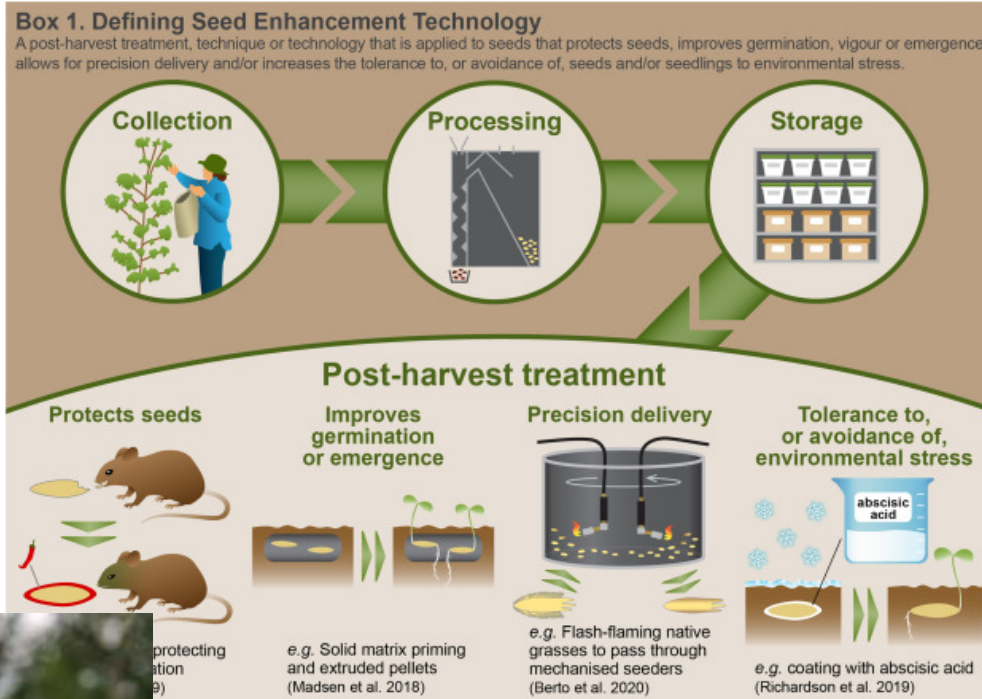 Box 1. Defining Seed Enhancement Technology
A post-harvest treatment, technique or technology that is applied to seeds that protects seeds, improves germination, vigour or emergence
allows for precision delivery and/or increases the tolerance to, or avoidance of, seeds and/or seedlings to environmental stress.
Collection
Processing
Storage
Post-harvest treatment
Protects seeds
protecting
Improves
germination
or emergence
e.g. Solid matrix priming
and extruded pellets
(Madsen et al. 2018)
Precision delivery
e.g. Flash-flaming native
grasses to pass through
mechanised seeders
(Berto et al. 2020)
Tolerance to,
or avoidance of,
environmental stress
abscisic
acid
e.g. coating with abscisic acid
(Richardson et al. 2019)